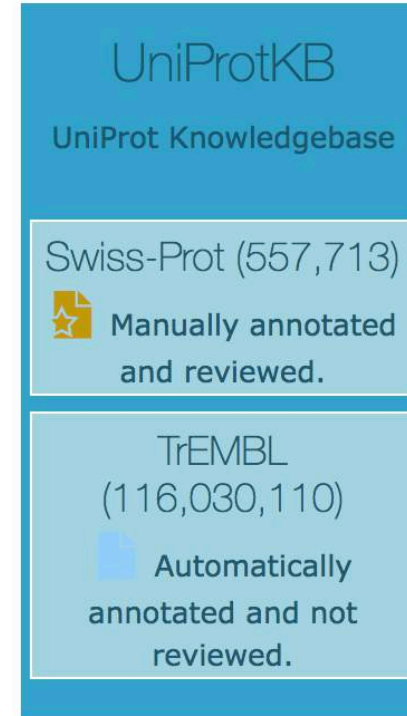 UniProtKB
UniProt Knowledgebase
Swiss-Prot (557,713)
Manually annotated
and reviewed.
TrEMBL
(116,030,110)
Automatically
annotated and not
reviewed.